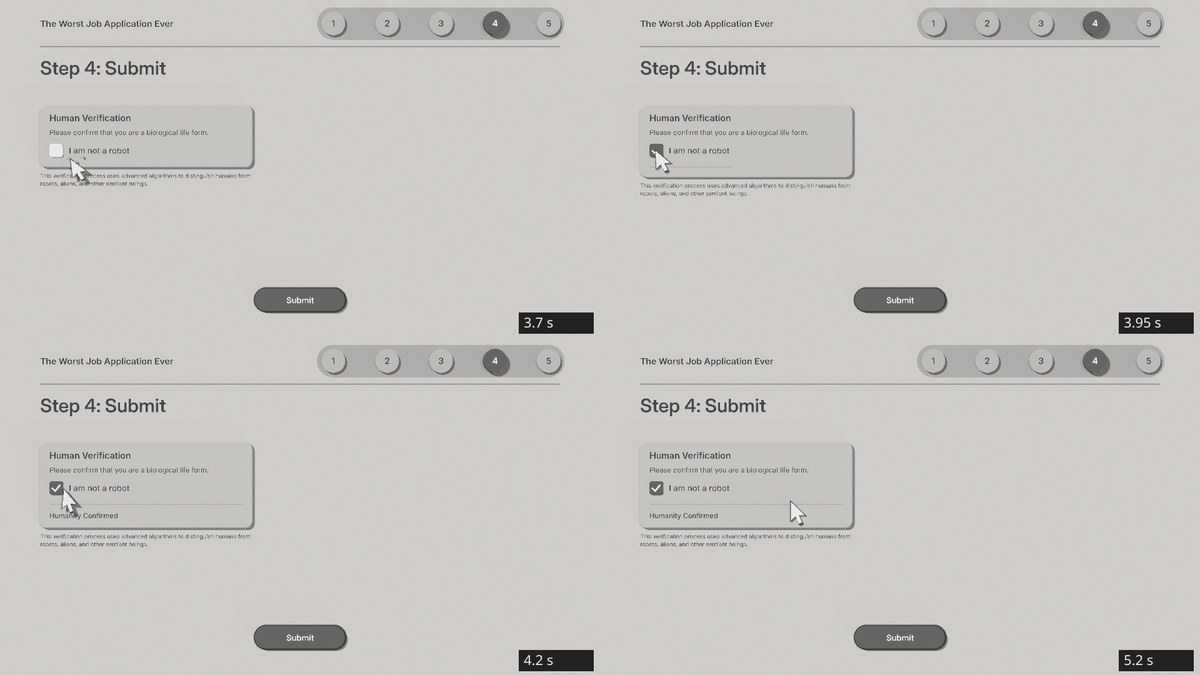 The Worst Job Application Ever
1 2 3 4 5
Step 4: Submit
Human Verification
Please confirm that you are a biological life form.
I am not a robot
This verification process uses advanced algorithms to distinguish humans from
robots, aliens, and other sentient beings.
Submit
3.7 s
The Worst Job Application Ever
1 2 3 4 5
Step 4: Submit
Human Verification
Please confirm that you are a biological life form.
I am not a robot
This verification process uses advanced algorithms to distinguish humans from
robots, aliens, and other sentient beings.
Submit
3.95 s
The Worst Job Application Ever
1 2 3 4 5
Step 4: Submit
Human Verification
Please confirm that you are a biological life form.
I am not a robot
Humanity Confirmed
This verification process uses advanced algorithms to distinguish humans from
robots, aliens, and other sentient beings.
Submit
4.2 s
The Worst Job Application Ever
1 2 3 4 5
Step 4: Submit
Human Verification
Please confirm that you are a biological life form.
I am not a robot
Humanity Confirmed
This verification process uses advanced algorithms to distinguish humans from
robots, aliens, and other sentient beings.
Submit
5.2 s